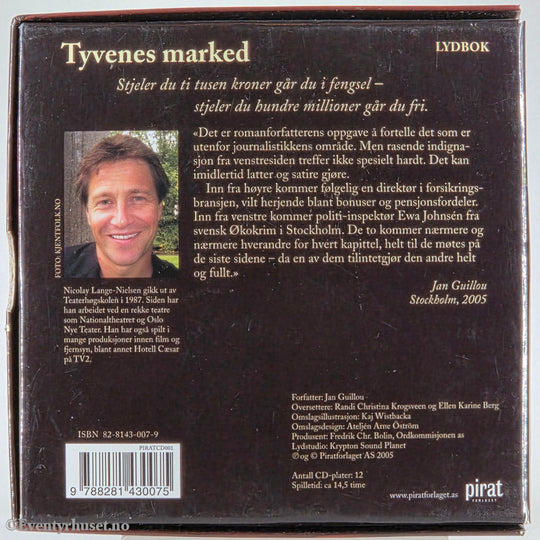 Tyvenes marked
LYDBOK
Stjeler du ti tusen kroner går du i fengsel –
stjeler du hundre millioner går du fri.
«Det er romanforfatterens oppgave å fortelle det som er
utenfor journalistikkens område. Men rasende indigna-
sjon fra venstresiden treffer ikke spesielt hardt. Det kan
imidlertid latter og satire gjøre.
Inn fra høyre kommer følgelig en direktør i forsikrings-
bransjen, vilt herjende blant bonuser og pensjonsfordeler.
Inn fra venstre kommer politi-inspektør Ewa Johnsén fra
svensk Økokrim i Stockholm. De to kommer nærmere og
nærmere hverandre for hvert kapittel, helt til de møtes på
de siste sidene – da en av dem tilintetgjør den andre helt
og fullt.»
Jan Guillou
Stockholm, 2005
FOTO: KJENTFOLK.NO
Nicolay Lange-Nielsen gikk ut av
Teaterhøgskolen i 1987. Siden har
han arbeidet ved en rekke teatre
som Nationaltheatret og Oslo
Nye Teater. Han har også spilt i
mange produksjoner innen film og
fjernsyn, blant annet Hotell Cæsar
på TV2.
ISBN 82-8143-007-9
PIRATCD001
9 788281 430075
Forfatter: Jan Guillou
Oversettere: Randi Christina Krogsveen og Ellen Karine Berg
Omslagsillustrasjon: Kaj Wistbacka
Omslagsdesign: Ateljén Arne Öström
Produsent: Fredrik Chr. Bolin, Ordkommisjonen as
Lydstudio: Krypton Sound Planet
℗ og © Piratforlaget AS 2005
Antall CD-plater: 12
Spilletid: ca 14,5 time
www.piratforlaget.as
pirat
FORLAGET
© Eventyrhuset.no